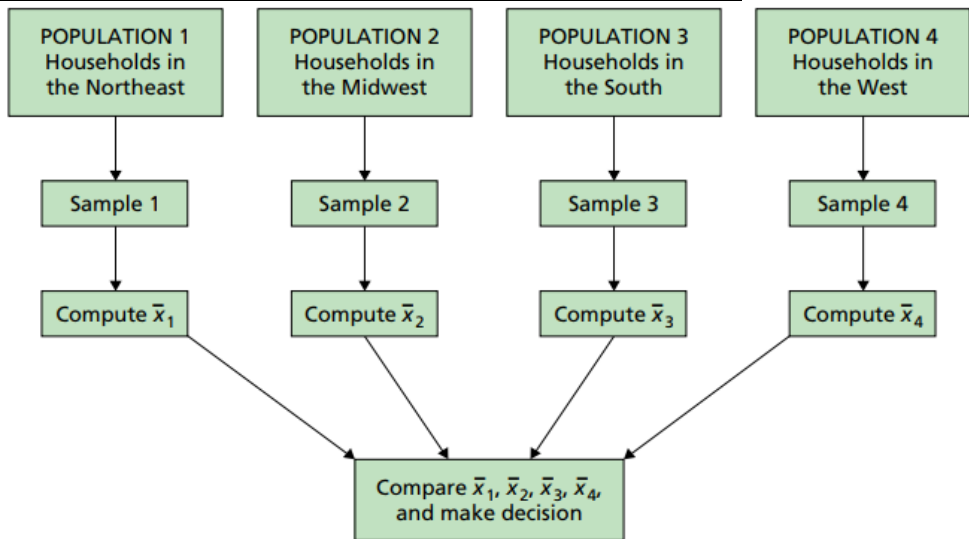 POPULATION 1
Households in
the Northeast
POPULATION 2
Households in
the Midwest
POPULATION 3
Households in
the South
POPULATION 4
Households in
the West
Sample 1
Sample 2
Sample 3
Sample 4
Compute x̄₁
Compute x̄₂
Compute x̄₃
Compute x̄₄
Compare x̄₁, x̄₂, x̄₃, x̄₄,
and make decision